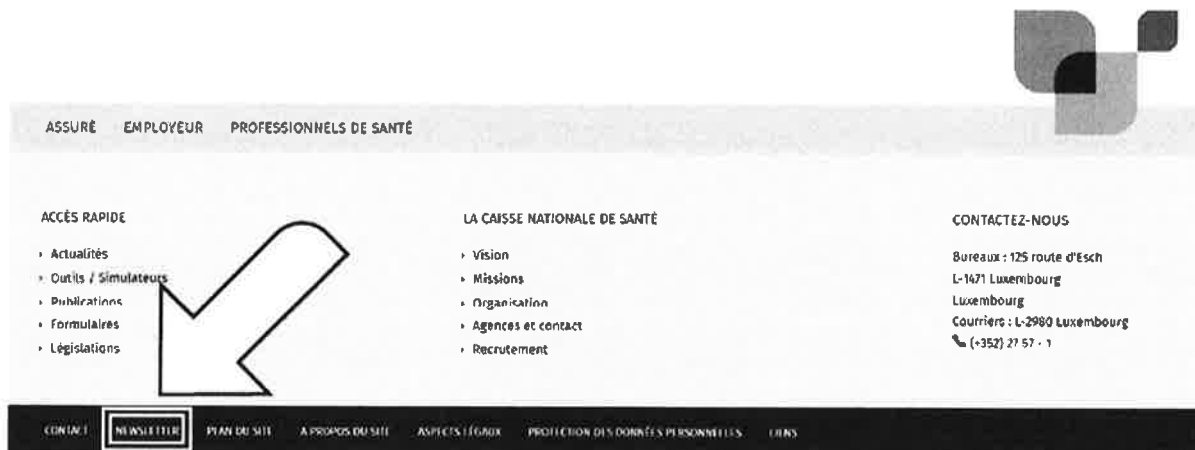 ASSURÉ EMPLOYEUR PROFESSIONNELS DE SANTÉ
ACCÈS RAPIDE
› Actualités
› Outils / Simulateurs
› Publications
› Formulaires
› Législations
LA CAISSE NATIONALE DE SANTÉ
› Vision
› Missions
› Organisation
› Agences et contact
› Recrutement
CONTACTEZ-NOUS
Bureaux : 125 route d'Esch
L-1471 Luxembourg
Luxembourg
Courriers : L-2980 Luxembourg
(+352) 27 57 - 1
CONTACT NEWSLETTER PLAN DU SITE A PROPOS DU SITE ASPECTS LÉGAUX PROTECTION DES DONNÉES PERSONNELLES LIENS